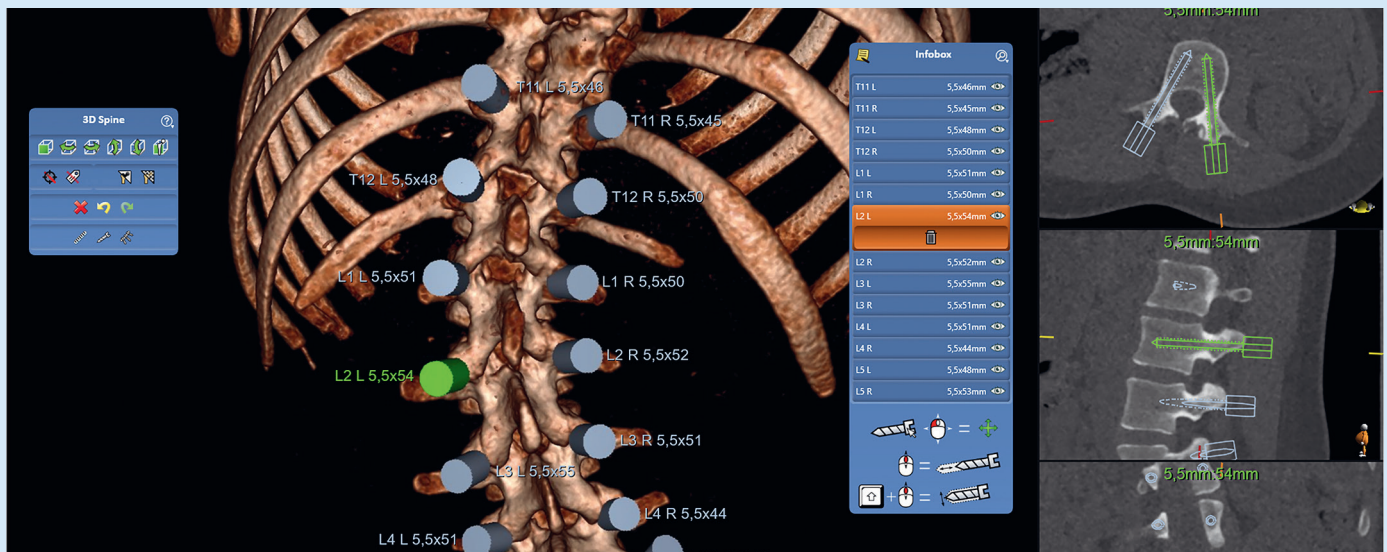 3D Spine
T11 L 5,5x46
T11 R 5,5x45
T12 L 5,5x48
T12 R 5,5x50
L1 L 5,5x51
L1 R 5,5x50
L2 R 5,5x52
L2 L 5,5x54
L3 R 5,5x51
L3 L 5,5x55
L4 R 5,5x44
L4 L 5,5x51
Infobox
T11 L 5,5x46mm
T11 R 5,5x45mm
T12 L 5,5x48mm
T12 R 5,5x50mm
L1 L 5,5x51mm
L1 R 5,5x50mm
L2 L 5,5x54mm
L2 R 5,5x52mm
L3 L 5,5x55mm
L3 R 5,5x51mm
L4 L 5,5x51mm
L4 R 5,5x44mm
L5 L 5,5x48mm
L5 R 5,5x53mm
=
=
+ =
5,5mm:54mm
5,5mm:54mm
5,5mm:54mm